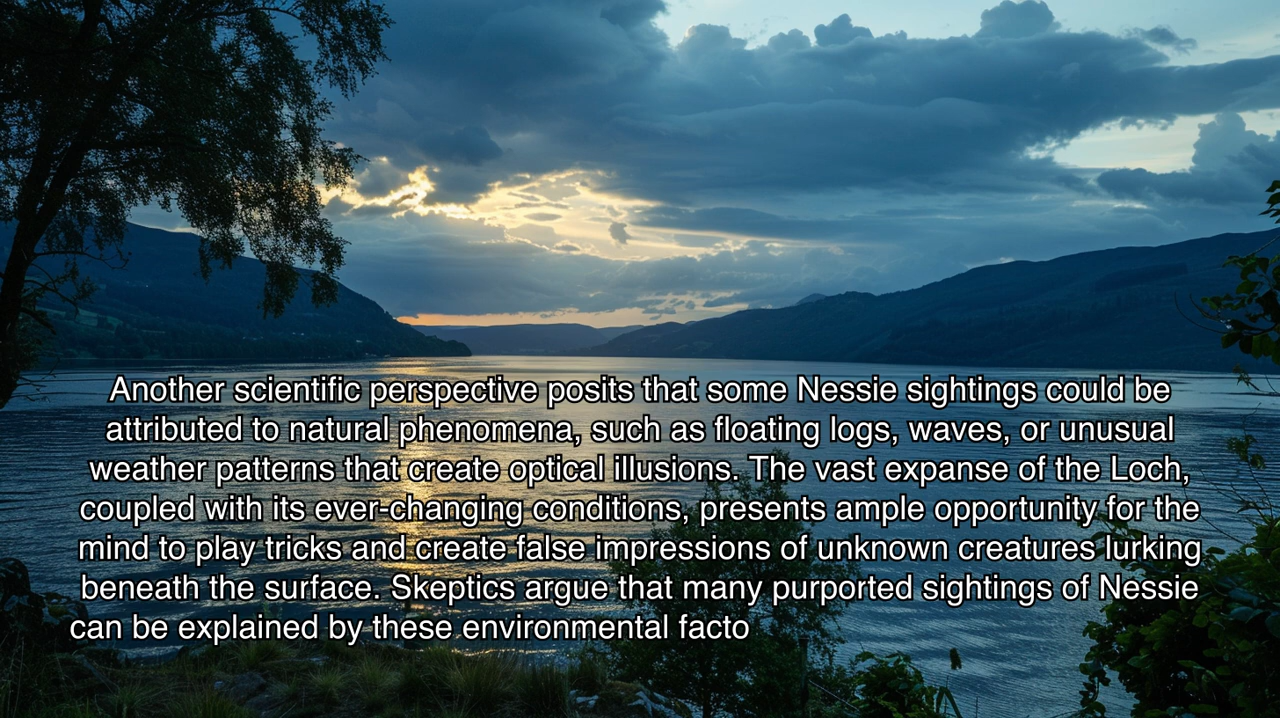 Another scientific perspective posits that some Nessie sightings could be
attributed to natural phenomena, such as floating logs, waves, or unusual
weather patterns that create optical illusions. The vast expanse of the Loch,
coupled with its ever-changing conditions, presents ample opportunity for the
mind to play tricks and create false impressions of unknown creatures lurking
beneath the surface. Skeptics argue that many purported sightings of Nessie
can be explained by these environmental facto